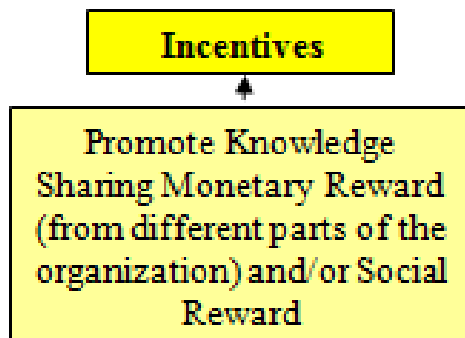 Incentives
Promote Knowledge
Sharing Monetary Reward
(from different parts of the
organization) and/or Social
Reward